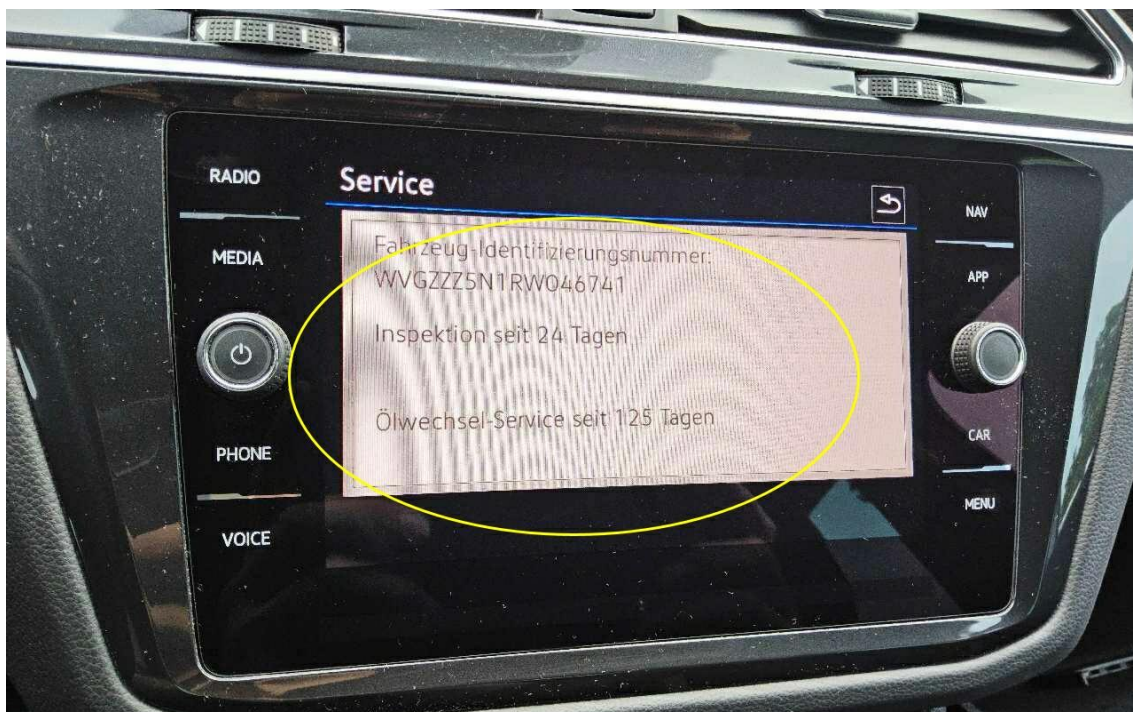 RADIO
MEDIA
PHONE
VOICE
Service
Fahrzeug-Identifizierungsnummer:
WVGZZZ5N1RW046741
Inspektion seit 24 Tagen
Ölwechsel-Service seit 125 Tagen
NAV
APP
CAR
MENU